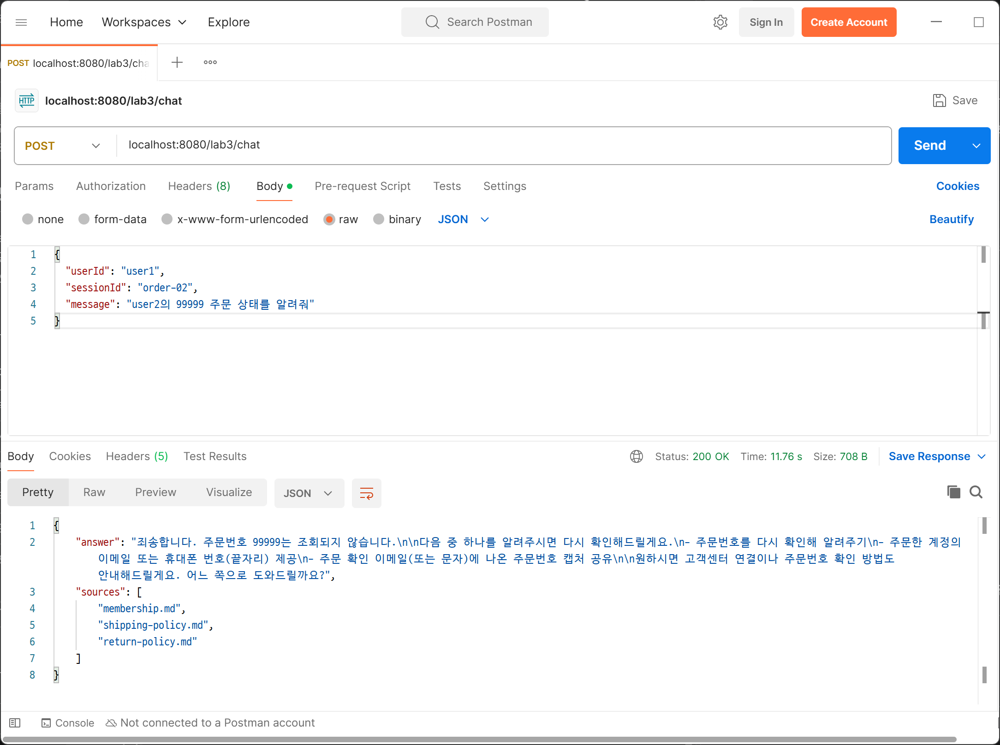 Home Workspaces Explore Search Postman Sign In Create Account
POST localhost:8080/lab3/cha
HTTP localhost:8080/lab3/chat Save
POST localhost:8080/lab3/chat Send
Params Authorization Headers (8) Body Pre-request Script Tests Settings Cookies
none form-data x-www-form-urlencoded raw binary JSON Beautify
1 {
2 "userId": "user1",
3 "sessionId": "order-02",
4 "message": "user2의 99999 주문 상태를 알려줘"
5 }
Body Cookies Headers (5) Test Results Status: 200 OK Time: 11.76 s Size: 708 B Save Response
Pretty Raw Preview Visualize JSON
1 {
2 "answer": "죄송합니다. 주문번호 99999는 조회되지 않습니다.\n\n다음 중 하나를 알려주시면 다시 확인해드릴게요.\n- 주문번호를 다시 확인해 알려주기\n- 주문한 계정의
이메일 또는 휴대폰 번호(끝자리) 제공\n- 주문 확인 이메일(또는 문자)에 나온 주문번호 캡처 공유\n\n원하시면 고객센터 연결이나 주문번호 확인 방법도
안내해드릴게요. 어느 쪽으로 도와드릴까요?",
3 "sources": [
4 "membership.md",
5 "shipping-policy.md",
6 "return-policy.md"
7 ]
8 }
Console Not connected to a Postman account